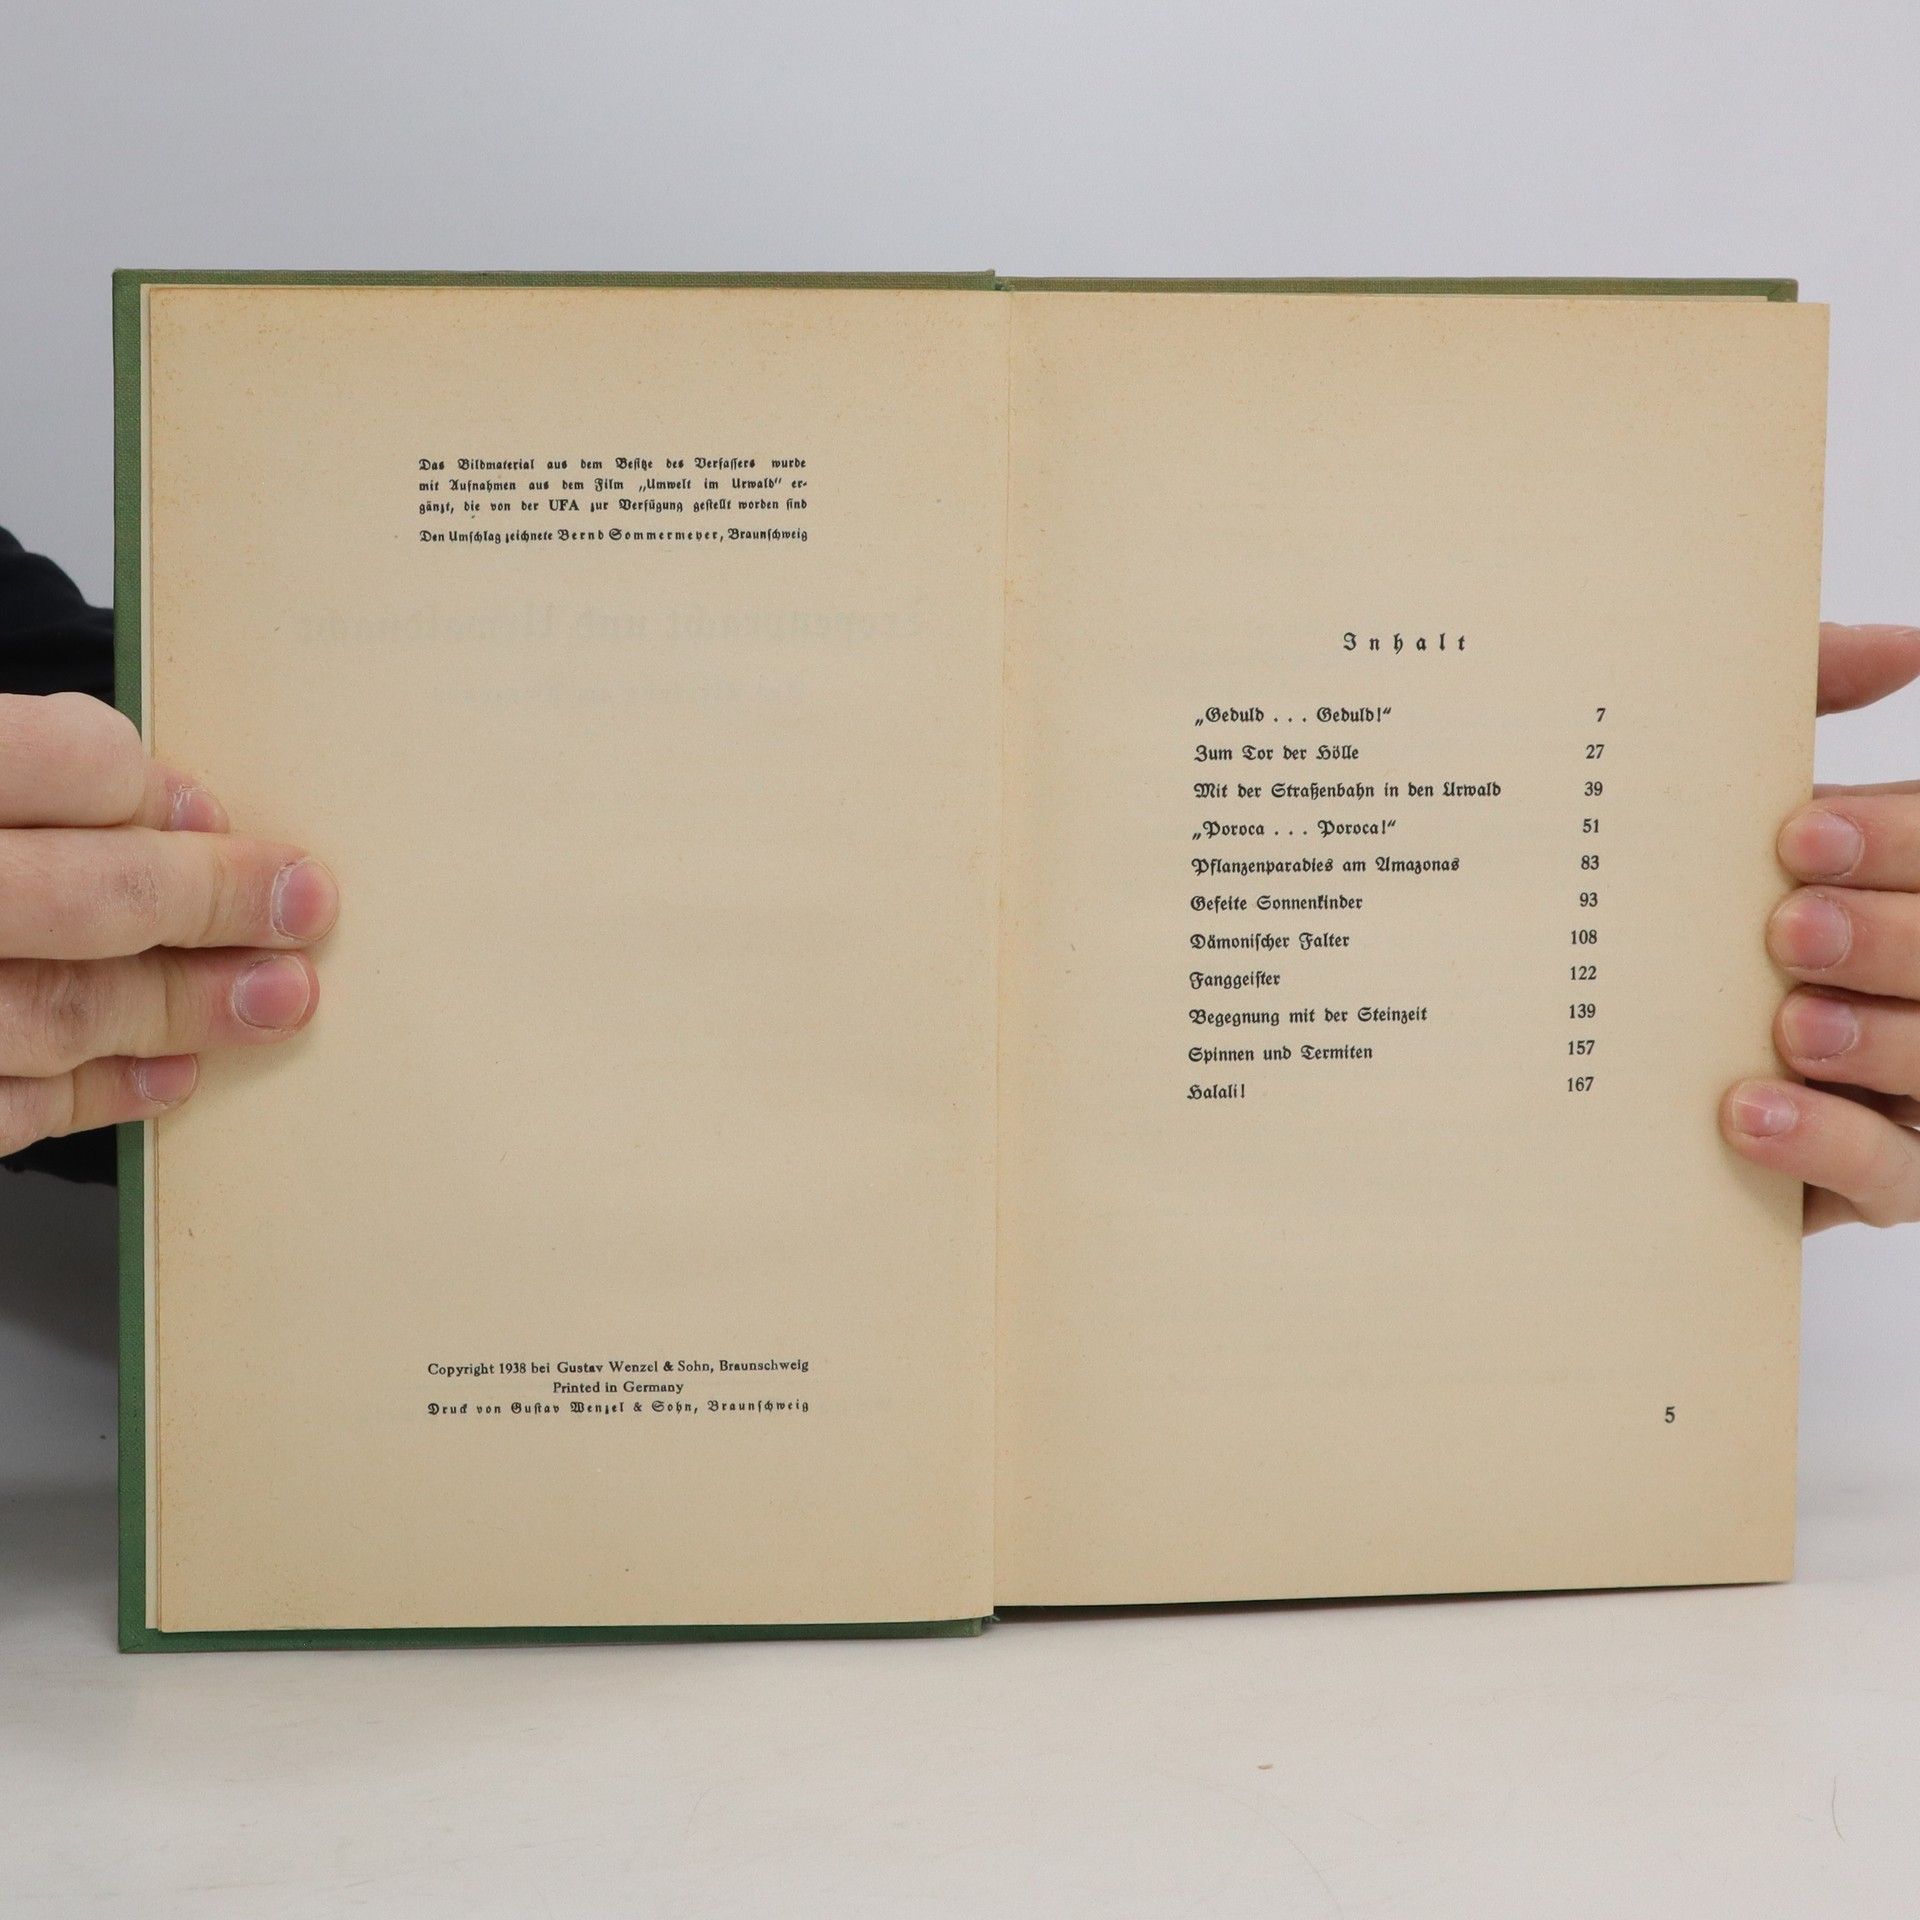 Das Bildmaterial aus dem Besitze des Verfassers wurde
mit Aufnahmen aus dem Film „Umwelt im Urwald“ er-
gänzt, die von der UFA zur Verfügung gestellt worden sind
Den Umschlag zeichnete Bernd Sommermeyer, Braunschweig
Copyright 1938 bei Gustav Wenzel & Sohn, Braunschweig
Printed in Germany
Druck von Gustav Wenzel & Sohn, Braunschweig
Inhalt
„Geduld . . . Geduld!“ 7
Zum Tor der Hölle 27
Mit der Straßenbahn in den Urwald 39
„Poroca . . . Poroca!“ 51
Pflanzenparadies am Amazonas 83
Gefeite Sonnenkinder 93
Dämonischer Falter 108
Fanggeister 122
Begegnung mit der Steinzeit 139
Spinnen und Termiten 157
Halali! 167
5